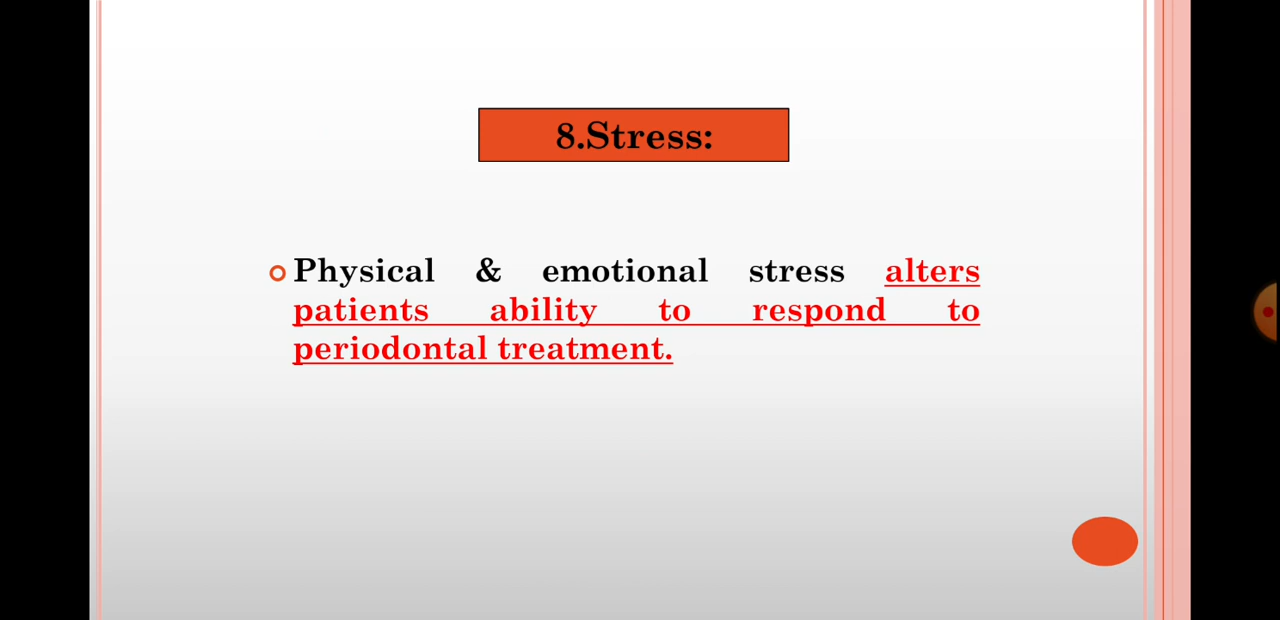 8.Stress:
Physical & emotional stress alters
patients ability to respond to
periodontal treatment.